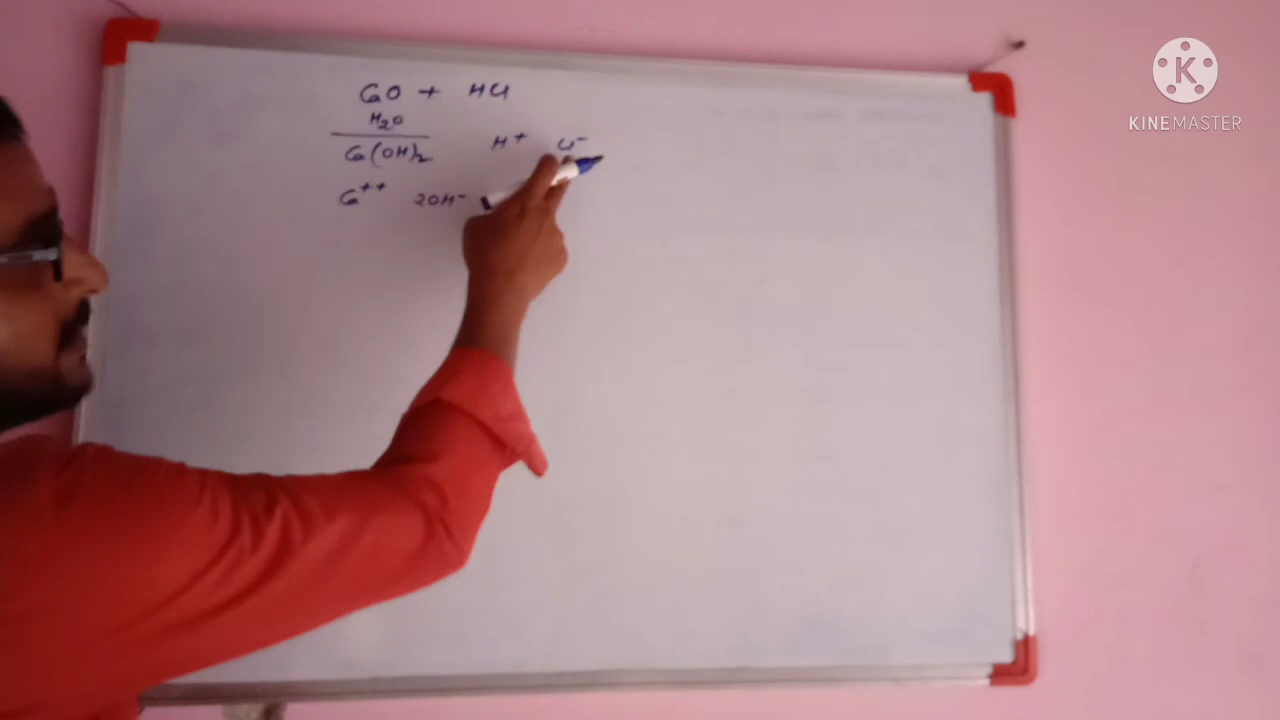 CaO + HCl
H₂O
Ca(OH)₂ H⁺ Cl⁻
Ca⁺⁺ 2OH⁻
K
KINEMASTER